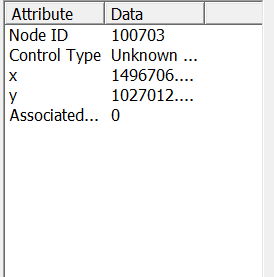 Attribute Data
Node ID 100703
Control Type Unknown ...
x 1496706....
y 1027012....
Associated... 0